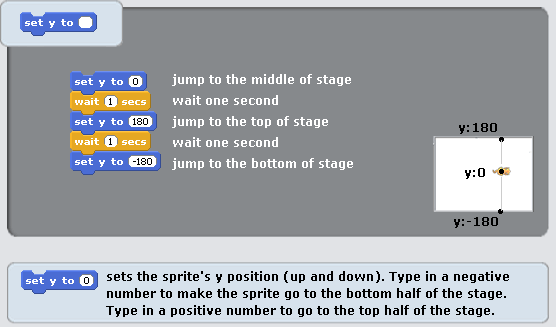 set y to
set y to 0 jump to the middle of stage
wait 1 secs wait one second
set y to 180 jump to the top of stage
wait 1 secs wait one second
set y to -180 jump to the bottom of stage
y:180
y:0
y:-180
set y to 0
sets the sprite's y position (up and down). Type in a negative
number to make the sprite go to the bottom half of the stage.
Type in a positive number to go to the top half of the stage.